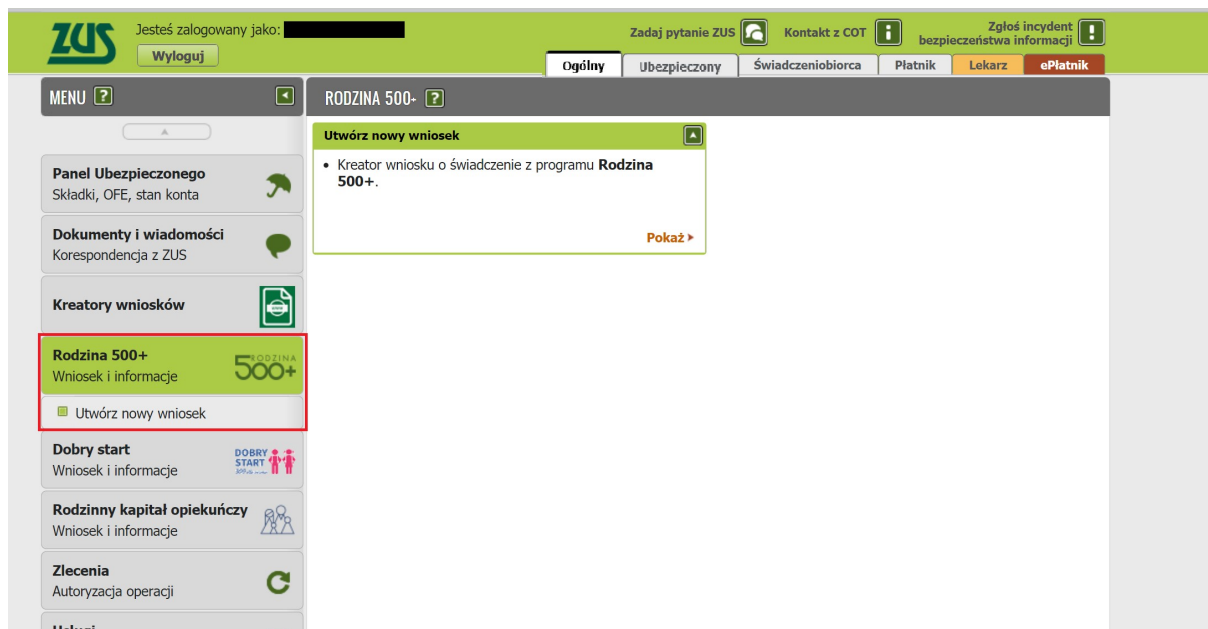 ZUS
Jesteś zalogowany jako:
Wyloguj
Zadaj pytanie ZUS
Kontakt z COT
Zgłoś incydent
bezpieczeństwa informacji
Ogólny
Ubezpieczony
Świadczeniobiorca
Płatnik
Lekarz
ePłatnik
MENU ?
RODZINA 500+ ?
Utwórz nowy wniosek
• Kreator wniosku o świadczenie z programu Rodzina
500+.
Pokaż
Panel Ubezpieczonego
Składki, OFE, stan konta
Dokumenty i wiadomości
Korespondencja z ZUS
Kreatory wniosków
Rodzina 500+
Wniosek i informacje
RODZINA
500+
Utwórz nowy wniosek
Dobry start
Wniosek i informacje
DOBRY
START
Rodzinny kapitał opiekuńczy
Wniosek i informacje
Zlecenia
Autoryzacja operacji